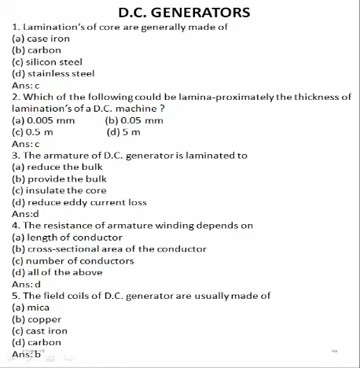 D.C. GENERATORS
1. Lamination's of core are generally made of
(a) case iron
(b) carbon
(c) silicon steel
(d) stainless steel
Ans: c
2. Which of the following could be lamina-proximately the thickness of
lamination's of a D.C. machine ?
(a) 0.005 mm (b) 0.05 mm
(c) 0.5 m (d) 5 m
Ans: c
3. The armature of D.C. generator is laminated to
(a) reduce the bulk
(b) provide the bulk
(c) insulate the core
(d) reduce eddy current loss
Ans:d
4. The resistance of armature winding depends on
(a) length of conductor
(b) cross-sectional area of the conductor
(c) number of conductors
(d) all of the above
Ans: d
5. The field coils of D.C. generator are usually made of
(a) mica
(b) copper
(c) cast iron
(d) carbon
Ans: b